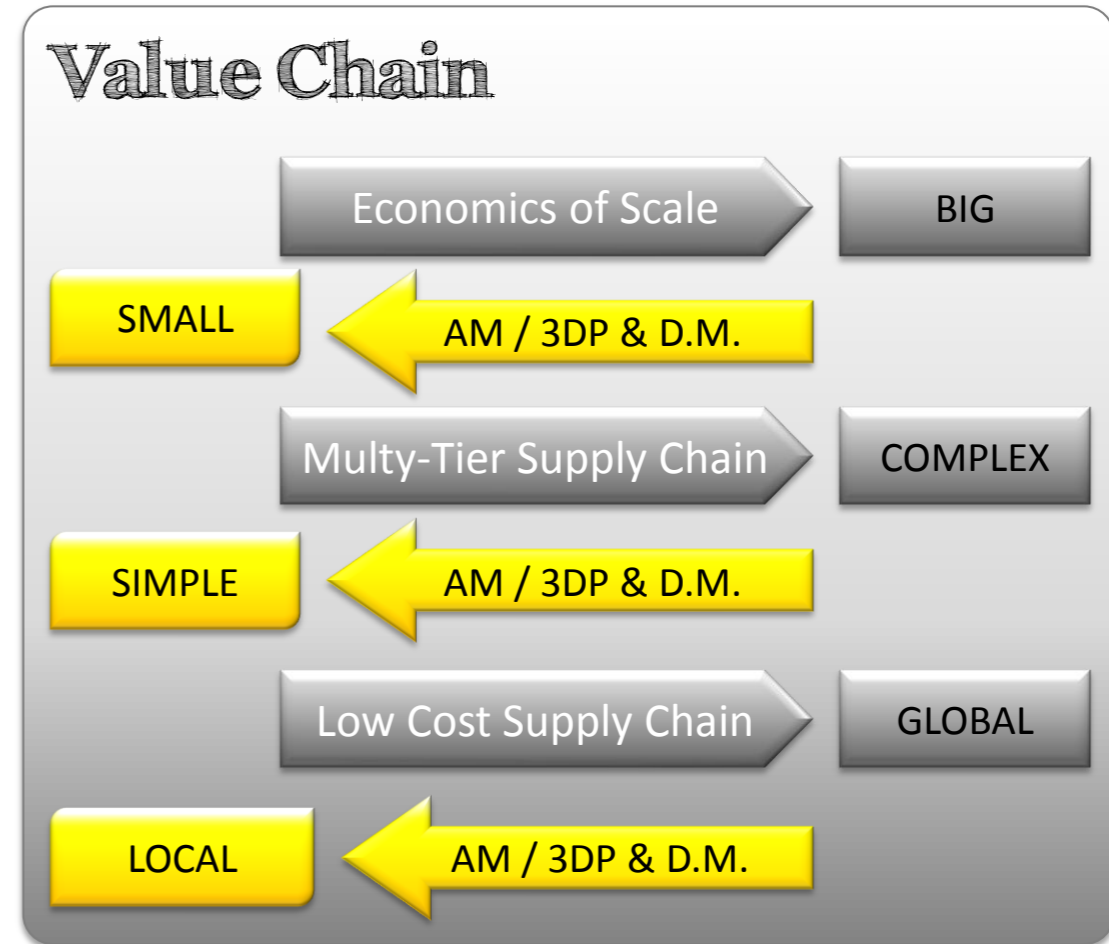 Value Chain
Economics of Scale
BIG
SMALL
AM / 3DP & D.M.
Multy-Tier Supply Chain
COMPLEX
SIMPLE
AM / 3DP & D.M.
Low Cost Supply Chain
GLOBAL
LOCAL
AM / 3DP & D.M.